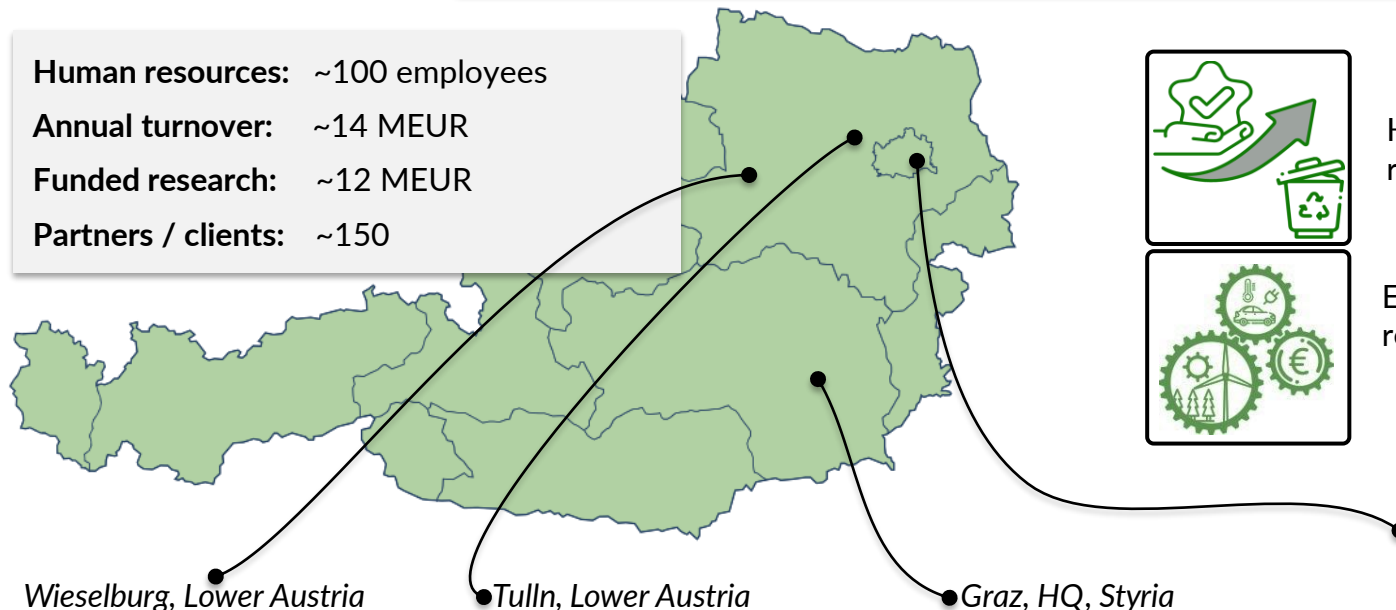 Human resources: ~100 employees
Annual turnover: ~14 MEUR
Funded research: ~12 MEUR
Partners / clients: ~150
€
Wieselburg, Lower Austria
Tulln, Lower Austria
Graz, HQ, Styria